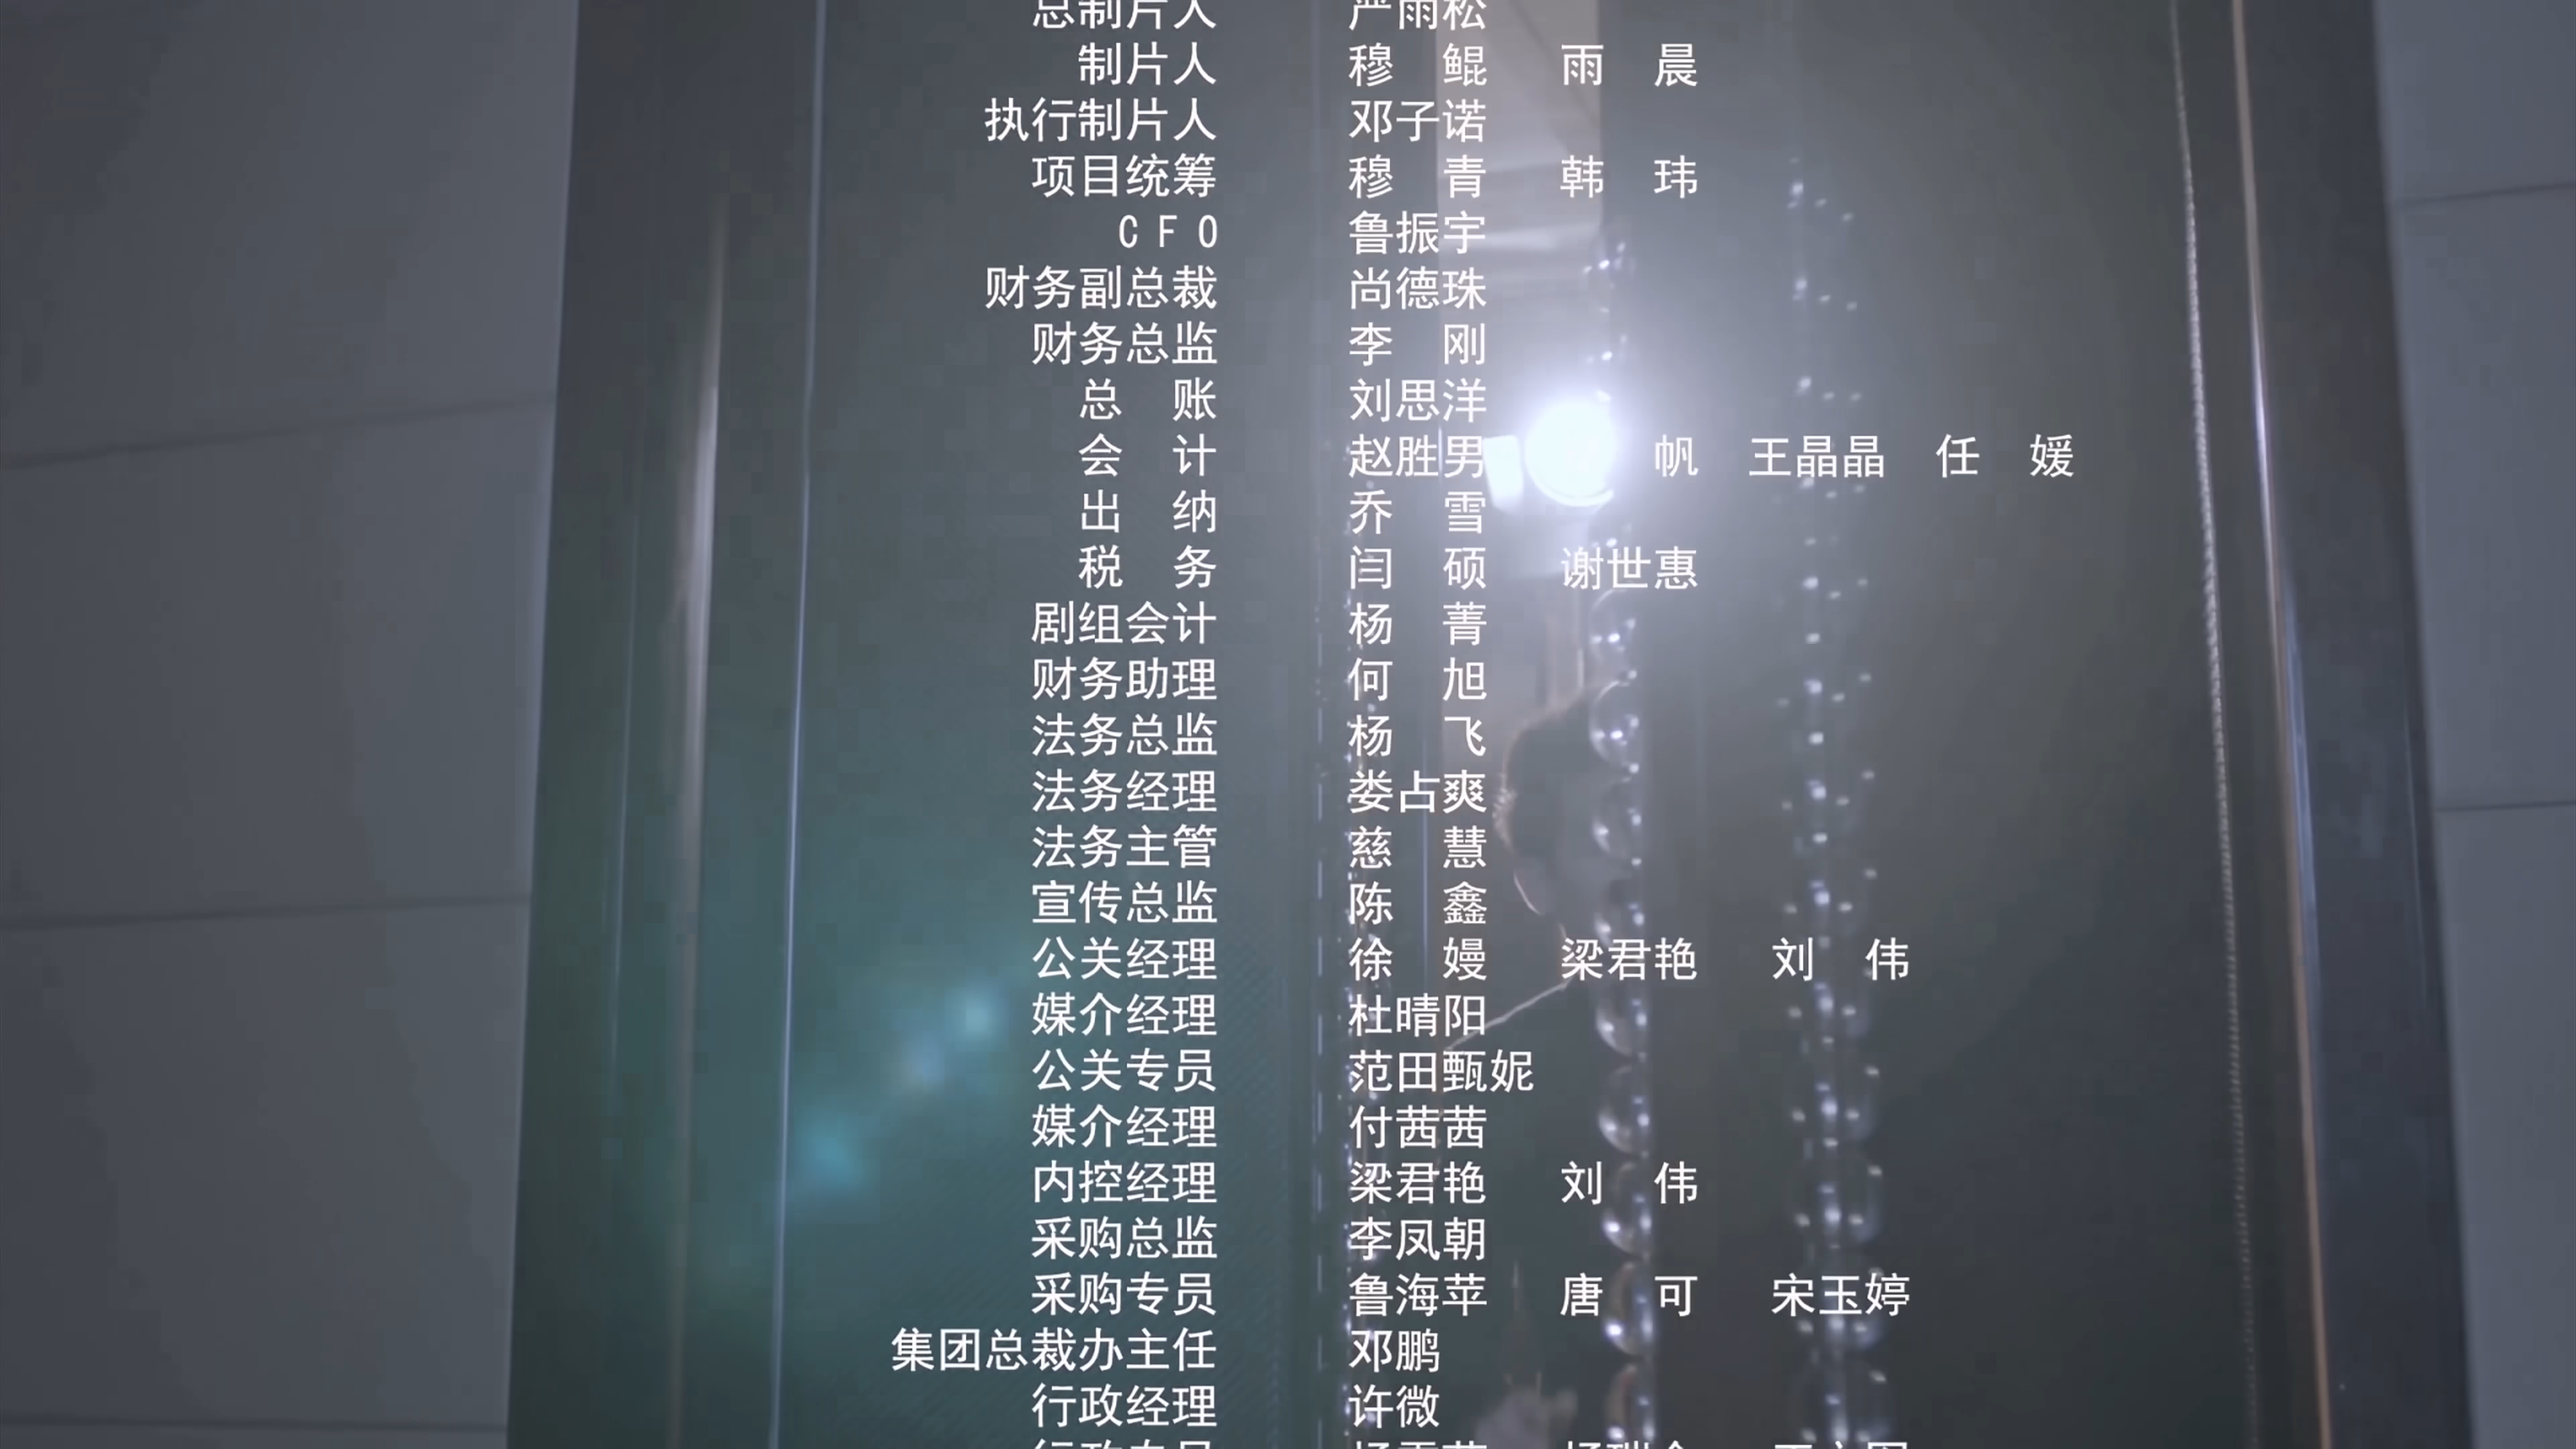 总制片人 严雨松
制片人 穆鲲 雨晨
执行制片人 邓子诺
项目统筹 穆青 韩玮
CFO 鲁振宇
财务副总裁 尚德珠
财务总监 李刚
总账 刘思洋
会计 赵胜男 帆 王晶晶 任媛
出纳 乔雪
税务 闫硕 谢世惠
剧组会计 杨菁
财务助理 何旭
法务总监 杨飞
法务经理 娄占爽
法务主管 慈慧
宣传总监 陈鑫
公关经理 徐嫚 梁君艳 刘伟
媒介经理 杜晴阳
公关专员 范田甄妮
媒介经理 付茜茜
内控经理 梁君艳 刘伟
采购总监 李凤朝
采购专员 鲁海苹 唐可 宋玉婷
集团总裁办主任 邓鹏
行政经理 许微